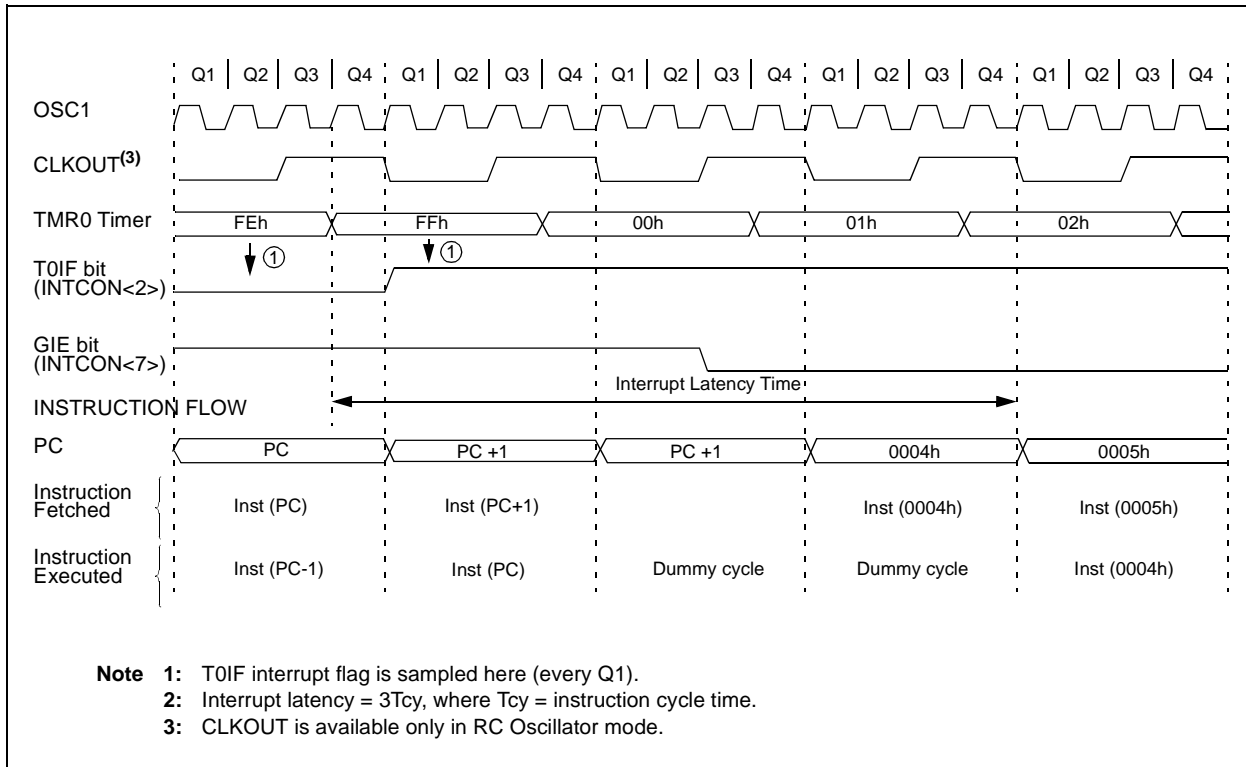 Q1 Q2 Q3 Q4 Q1 Q2 Q3 Q4 Q1 Q2 Q3 Q4 Q1 Q2 Q3 Q4 Q1 Q2 Q3 Q4
OSC1
CLKOUT(3)
TMR0 Timer FEh FFh 00h 01h 02h
1 1
T0IF bit
(INTCON<2>)
GIE bit
(INTCON<7>)
Interrupt Latency Time
INSTRUCTION FLOW
PC PC PC +1 PC +1 0004h 0005h
Instruction
Fetched Inst (PC) Inst (PC+1) Inst (0004h) Inst (0005h)
Instruction
Executed Inst (PC-1) Inst (PC) Dummy cycle Dummy cycle Inst (0004h)
Note 1: T0IF interrupt flag is sampled here (every Q1).
2: Interrupt latency = 3Tcy, where Tcy = instruction cycle time.
3: CLKOUT is available only in RC Oscillator mode.